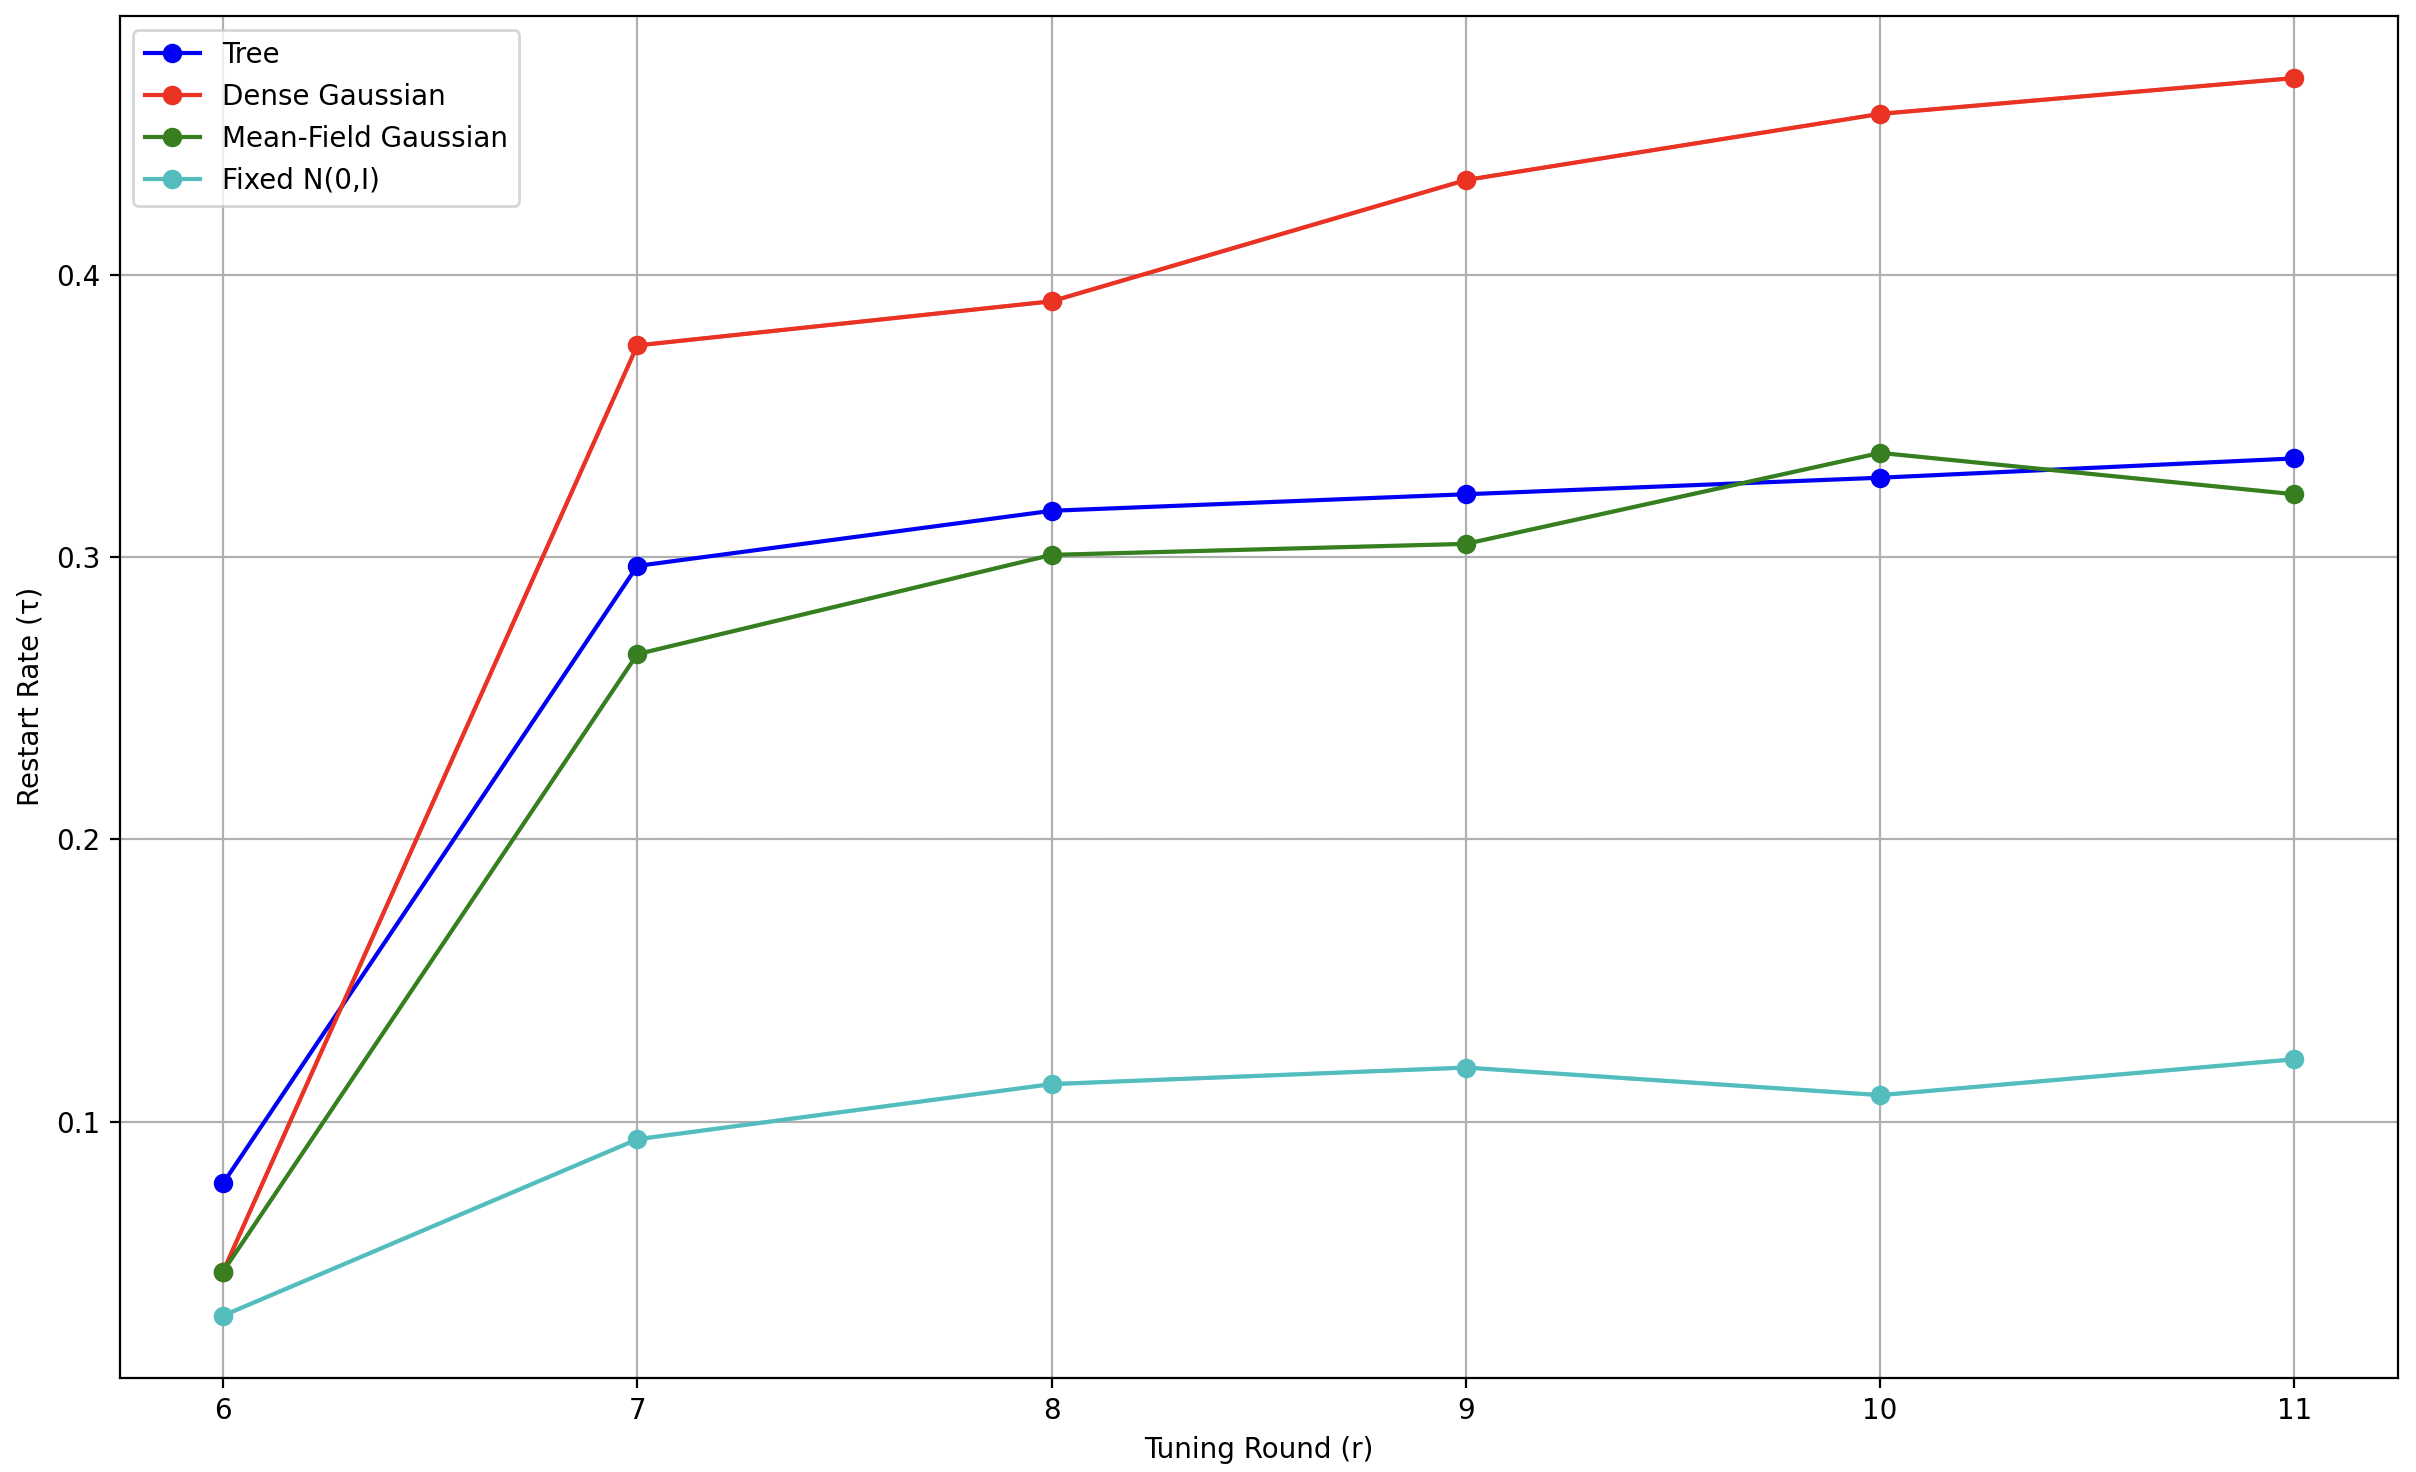 Tree
Dense Gaussian
Mean-Field Gaussian
Fixed N(0,I)
0.4
0.3
0.2
0.1
Restart Rate (τ)
6 7 8 9 10 11
Tuning Round (r)